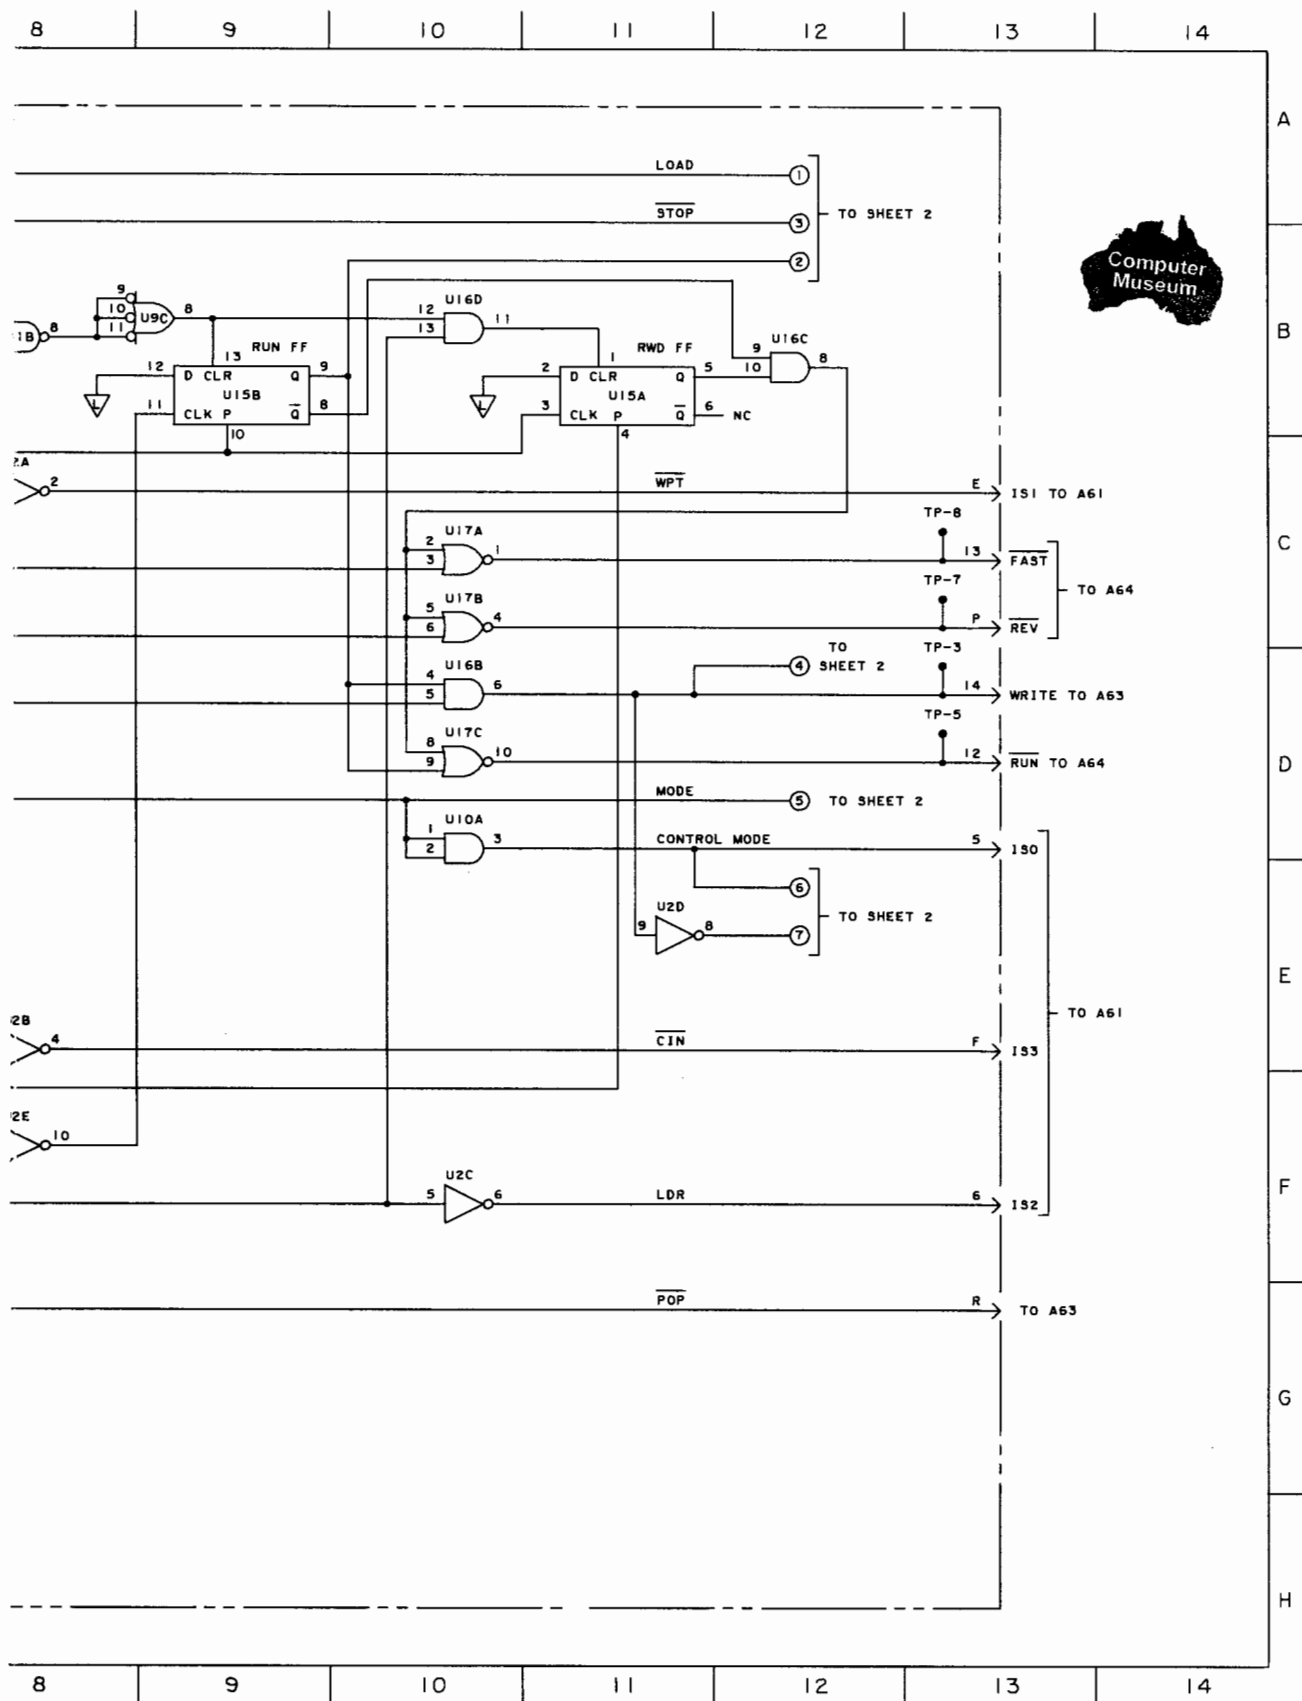 8 9 10 11 12 13 14
A
LOAD 1
STOP 3 TO SHEET 2
2
Computer
Museum
B
1B 8 9 10 11 U9C 8
U16D 12 13 11
U16C 9 10 8
RUN FF
12 D 13 CLR Q 9
U15B
11 CLK P Q 8
10
L
RWD FF
2 D 1 CLR Q 5
U15A
3 CLK P Q 6 NC
4
L
2A 2 WPT E IS1 TO A61
C
U17A 2 3 1 TP-8 13 FAST
TO A64
U17B 5 6 4 TP-7 P REV
TO
4 SHEET 2
U16B 4 5 6 TP-3 14 WRITE TO A63
U17C 8 9 10 TP-5 12 RUN TO A64
D
MODE 5 TO SHEET 2
U10A 1 2 3 CONTROL MODE 5 IS0
6
TO SHEET 2
U2D 9 8 7
E
TO A61
2B 4 CIN F IS3
2E 10
U2C 5 6 LDR 6 IS2
F
POP R TO A63
G
H
8 9 10 11 12 13 14